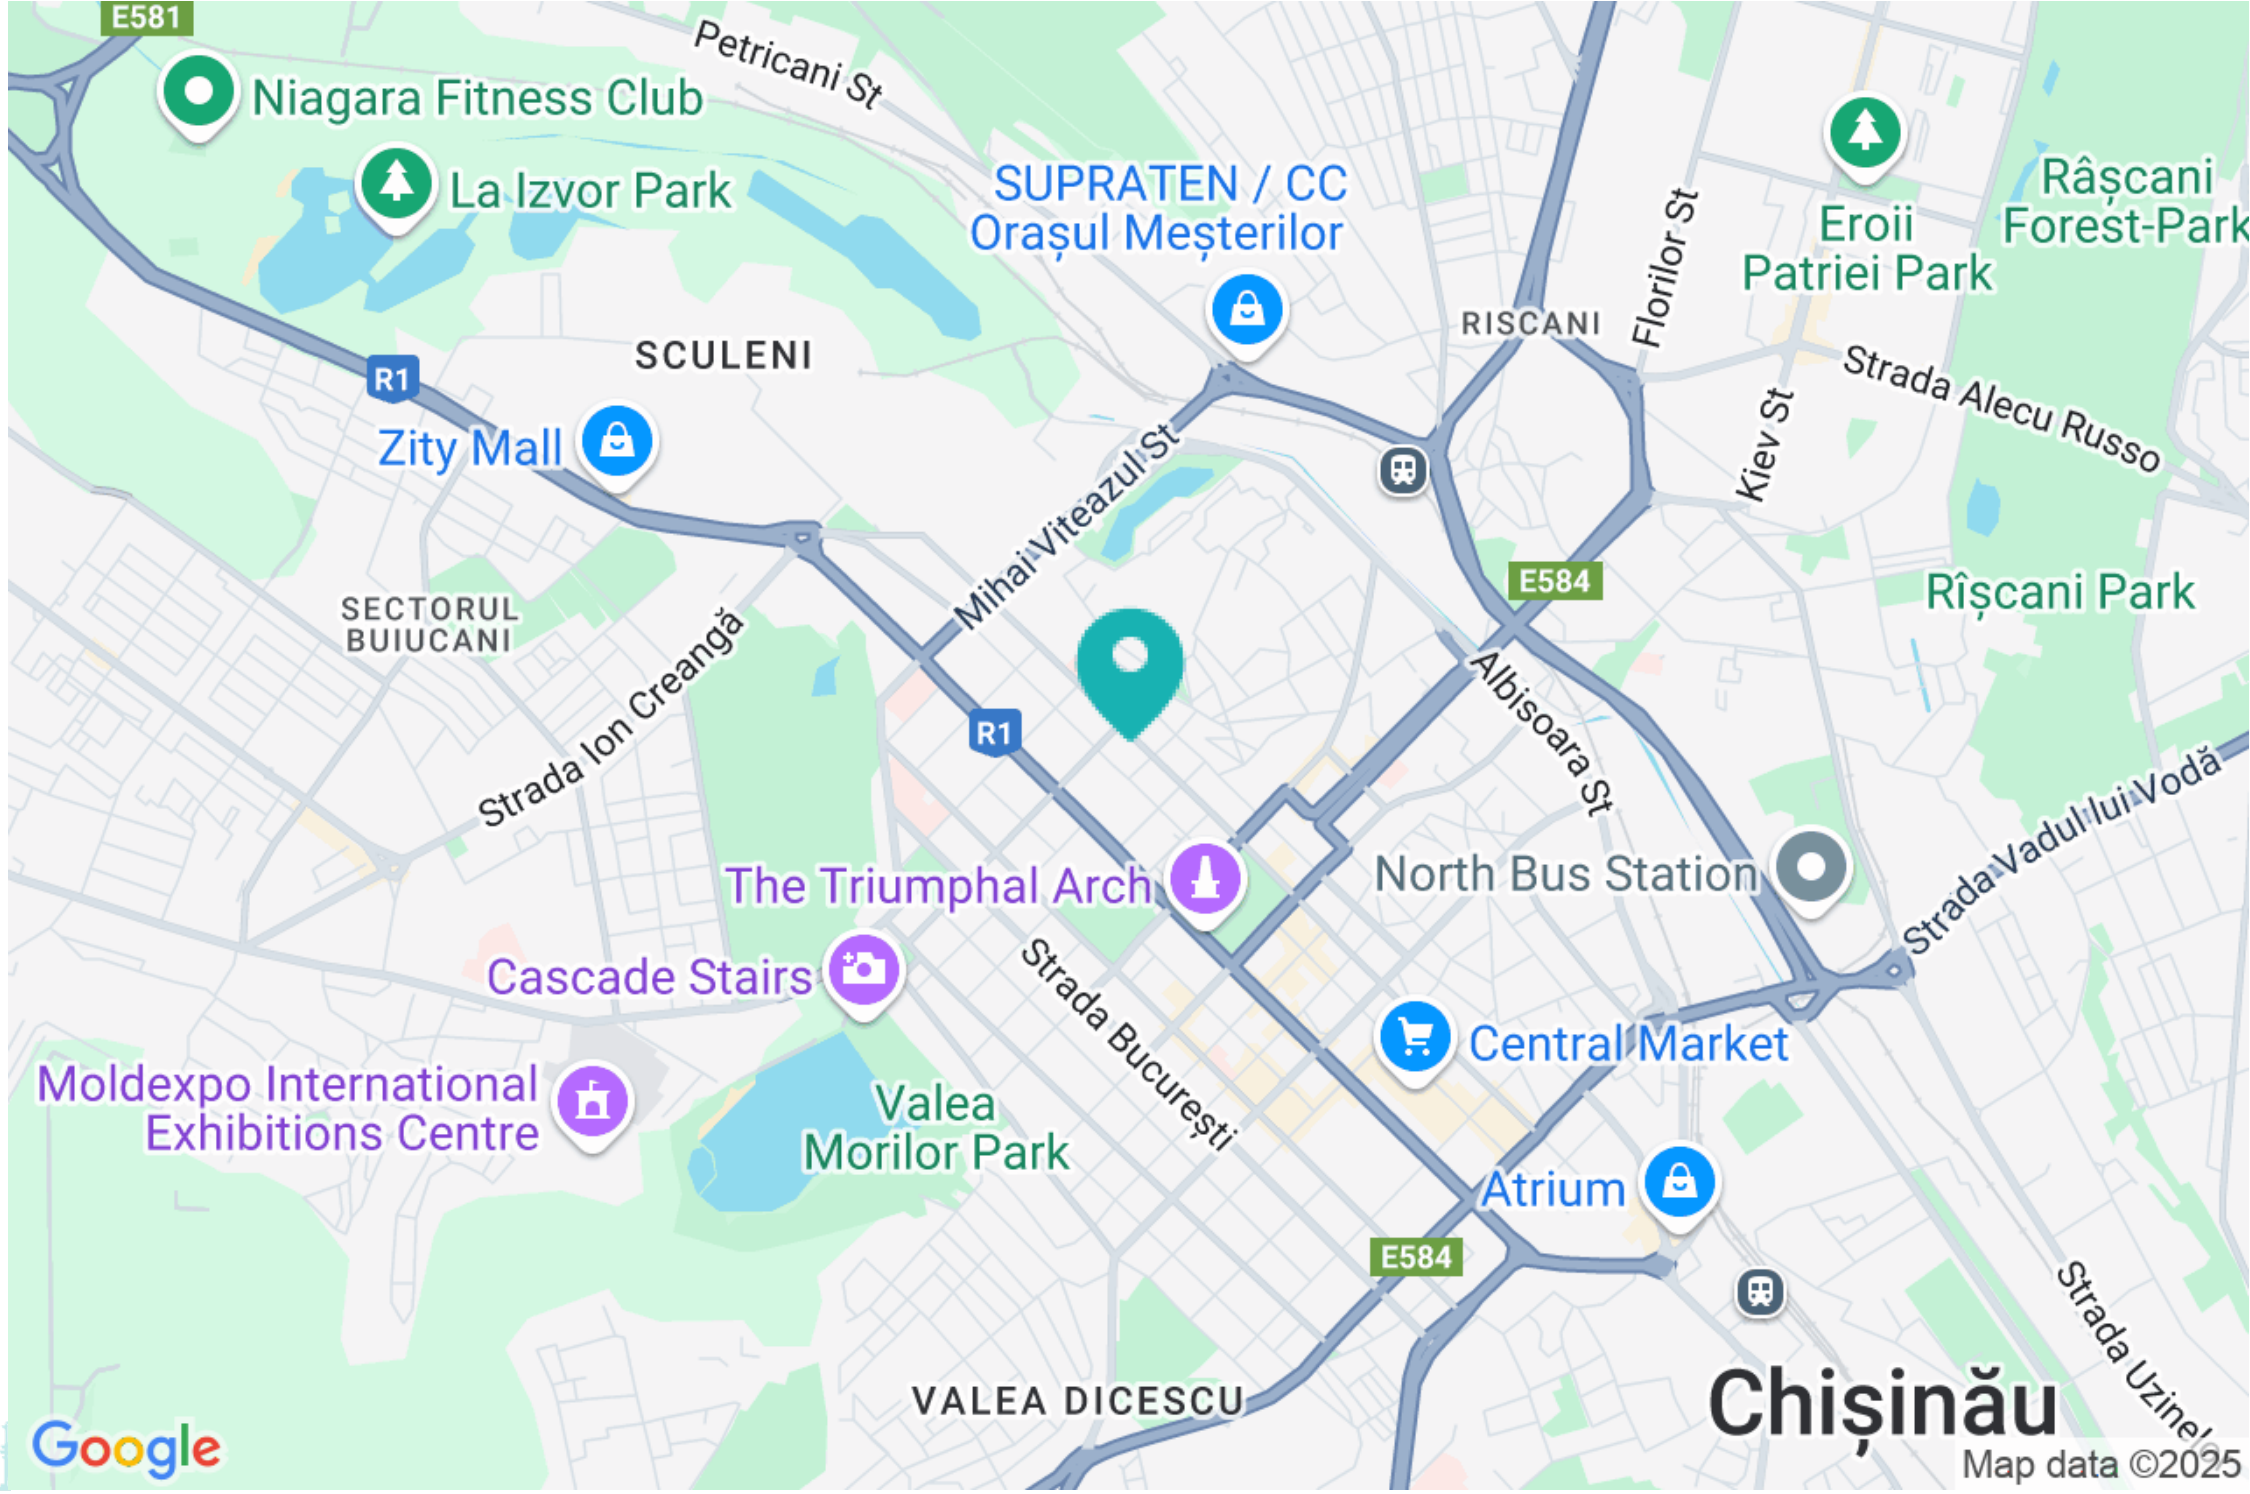 E581
Niagara Fitness Club
Petricani St
La Izvor Park
SUPRATEN / CC
Orașul Meșterilor
Râșcani
Forest-Park
Eroii
Patriei Park
Florilor St
RISCANI
SCULENI
R1
Strada Alecu Russo
Zity Mall
Kiev St
Mihai Viteazul St
E584
Rîșcani Park
SECTORUL
BUIUCANI
Strada Ion Creangă
Albisoara St
R1
Strada Vadul lui Vodă
North Bus Station
The Triumphal Arch
Cascade Stairs
Strada București
Central Market
Moldexpo International
Exhibitions Centre
Valea
Morilor Park
Atrium
E584
VALEA DICESCU
Strada Uzinelo
Chișinău
Google
Map data ©2025